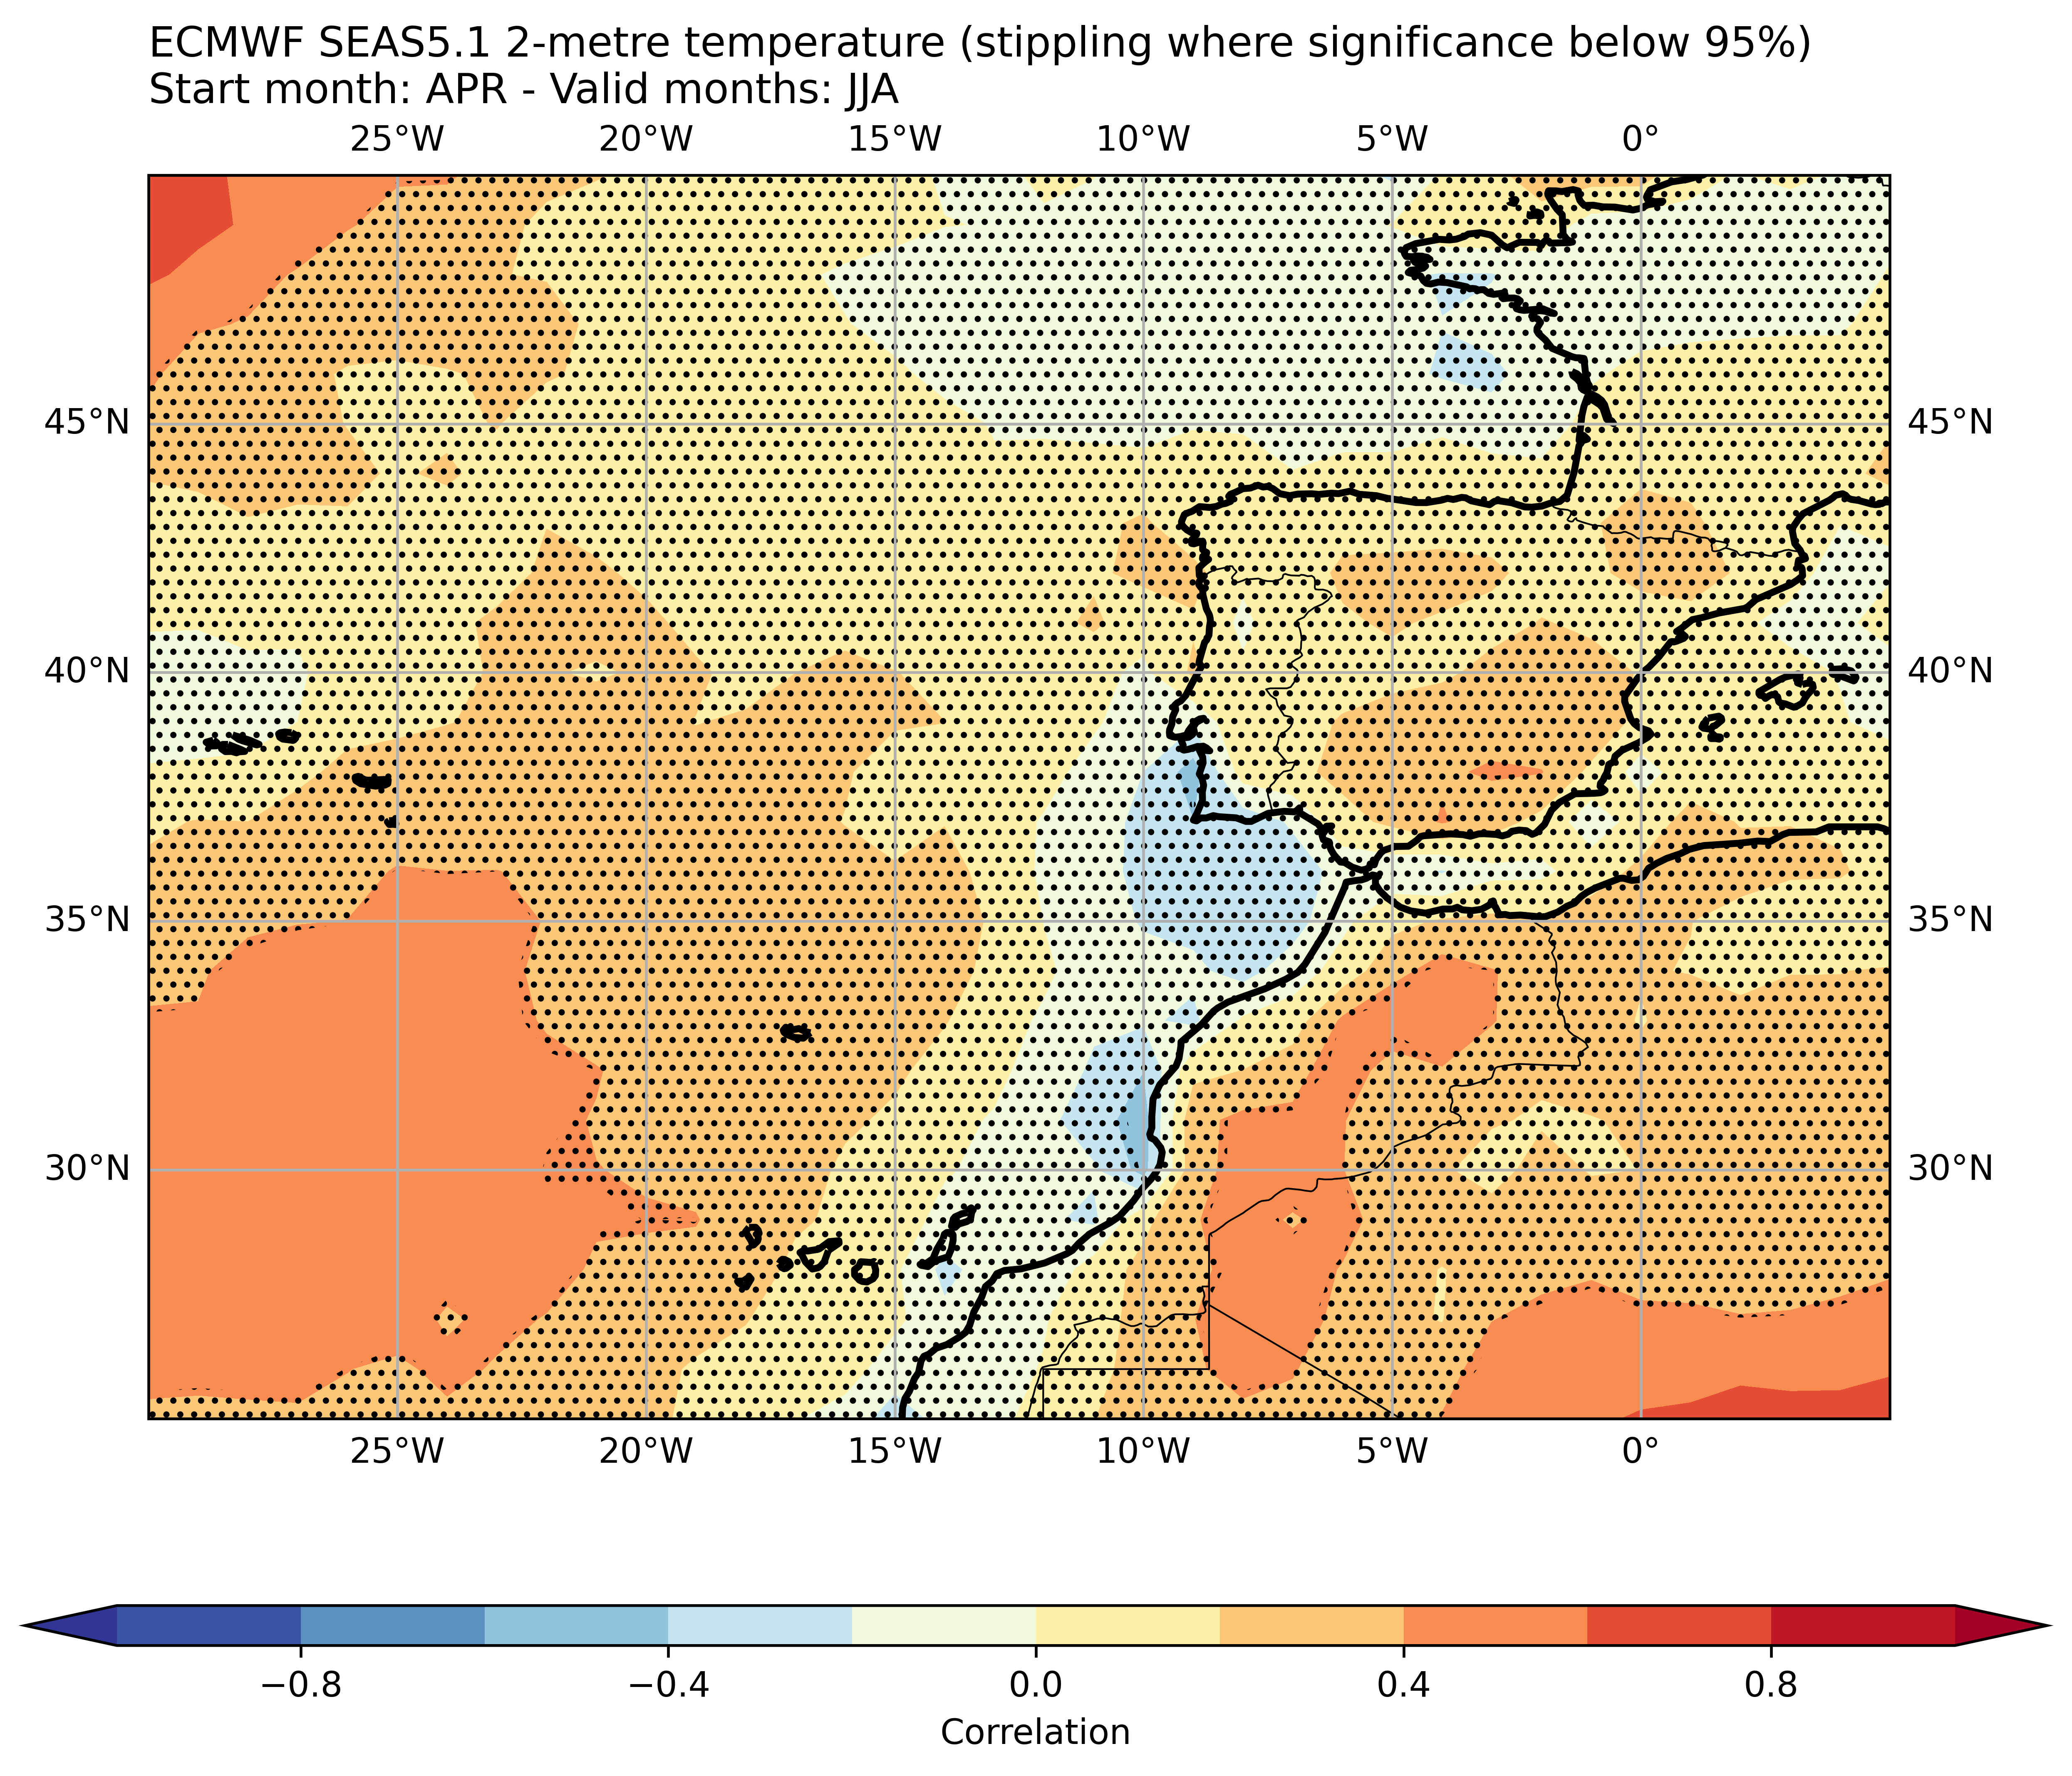 ECMWF SEAS5.1 2-metre temperature (stippling where significance below 95%)
Start month: APR - Valid months: JJA
25°W 20°W 15°W 10°W 5°W 0°
45°N 45°N
40°N 40°N
35°N 35°N
30°N 30°N
25°W 20°W 15°W 10°W 5°W 0°
−0.8 −0.4 0.0 0.4 0.8
Correlation